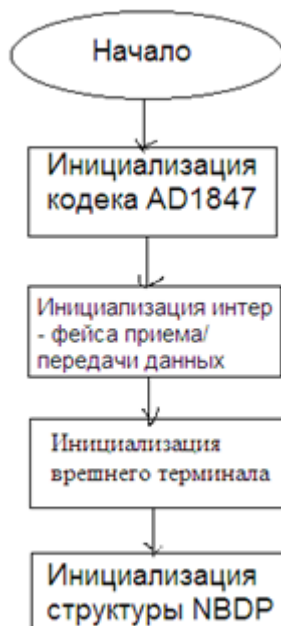 Начало
Инициализация
кодека AD1847
Инициализация интер
- фейса приема/
передачи данных
Инициализация
врешнего терминала
Инициализация
структуры NBDP